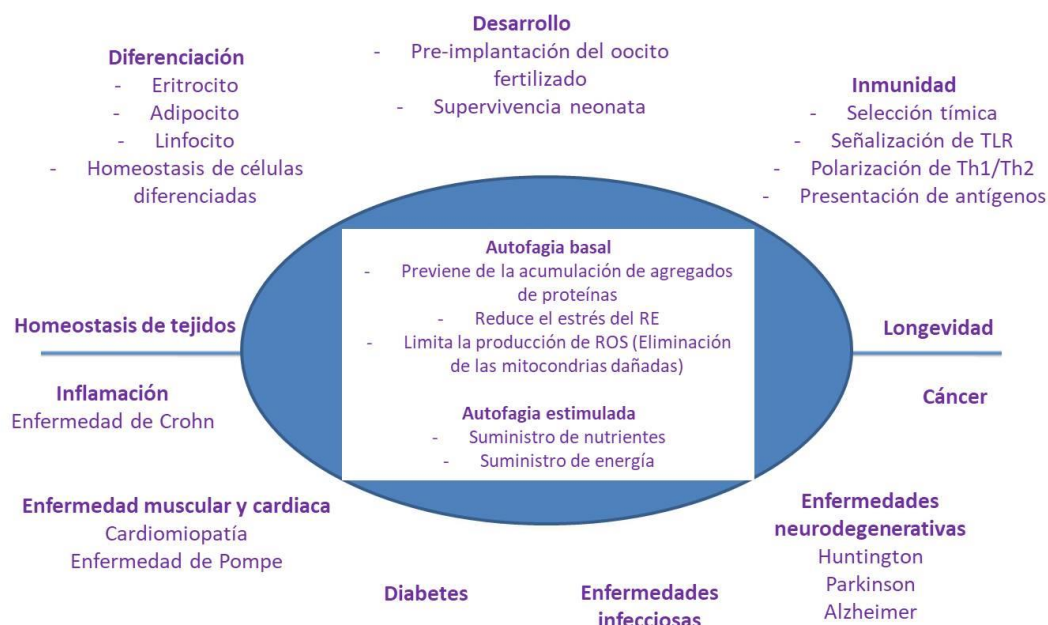 Desarrollo
- Pre-implantación del oocito
fertilizado
- Supervivencia neonata
Diferenciación
- Eritrocito
- Adipocito
- Linfocito
- Homeostasis de células
diferenciadas
Inmunidad
- Selección tímica
- Señalización de TLR
- Polarización de Th1/Th2
- Presentación de antígenos
Autofagia basal
- Previene de la acumulación de agregados
de proteínas
- Reduce el estrés del RE
- Limita la producción de ROS (Eliminación
de las mitocondrias dañadas)
Autofagia estimulada
- Suministro de nutrientes
- Suministro de energía
Homeostasis de tejidos
Longevidad
Inflamación
Enfermedad de Crohn
Cáncer
Enfermedad muscular y cardiaca
Cardiomiopatía
Enfermedad de Pompe
Diabetes
Enfermedades
infecciosas
Enfermedades
neurodegenerativas
Huntington
Parkinson
Alzheimer